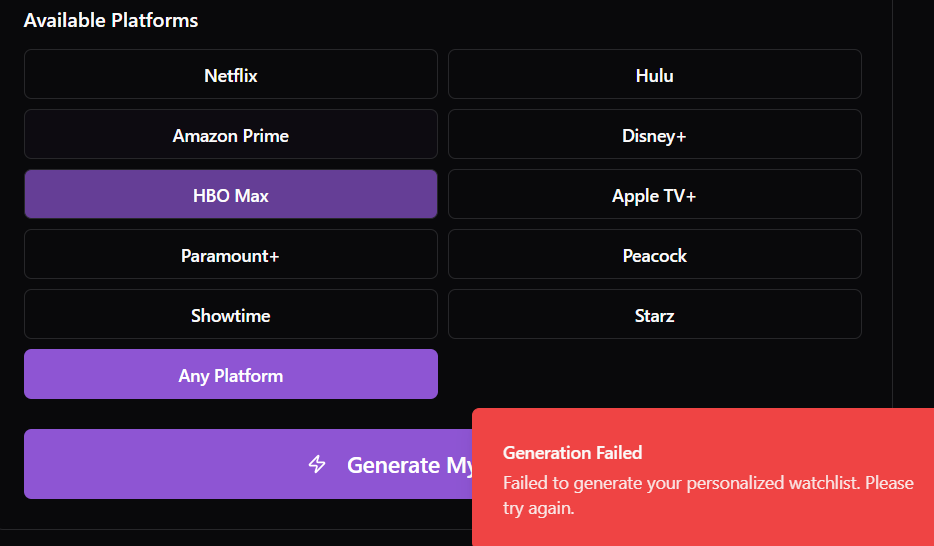 Available Platforms
Netflix
Hulu
Amazon Prime
Disney+
HBO Max
Apple TV+
Paramount+
Peacock
Showtime
Starz
Any Platform
Generate My
Generation Failed
Failed to generate your personalized watchlist. Please
try again.